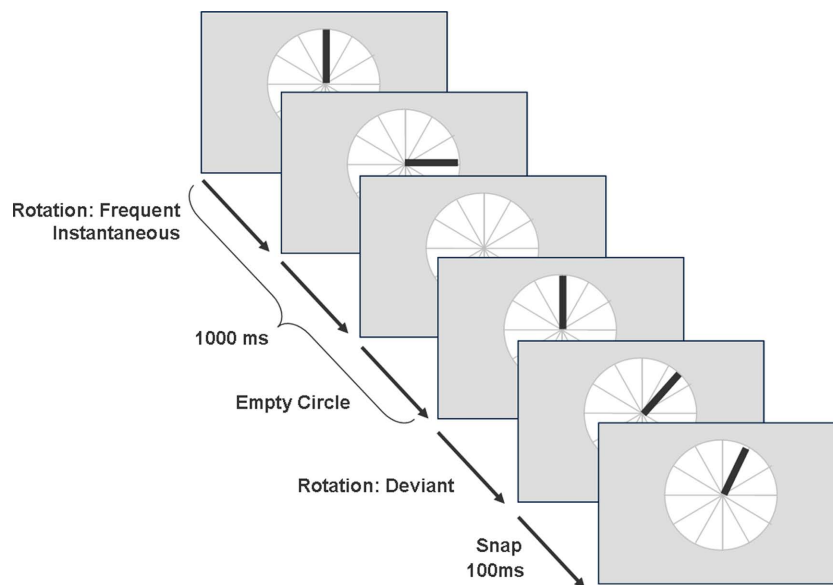 Rotation: Frequent
Instantaneous
1000 ms
Empty Circle
Rotation: Deviant
Snap
100ms